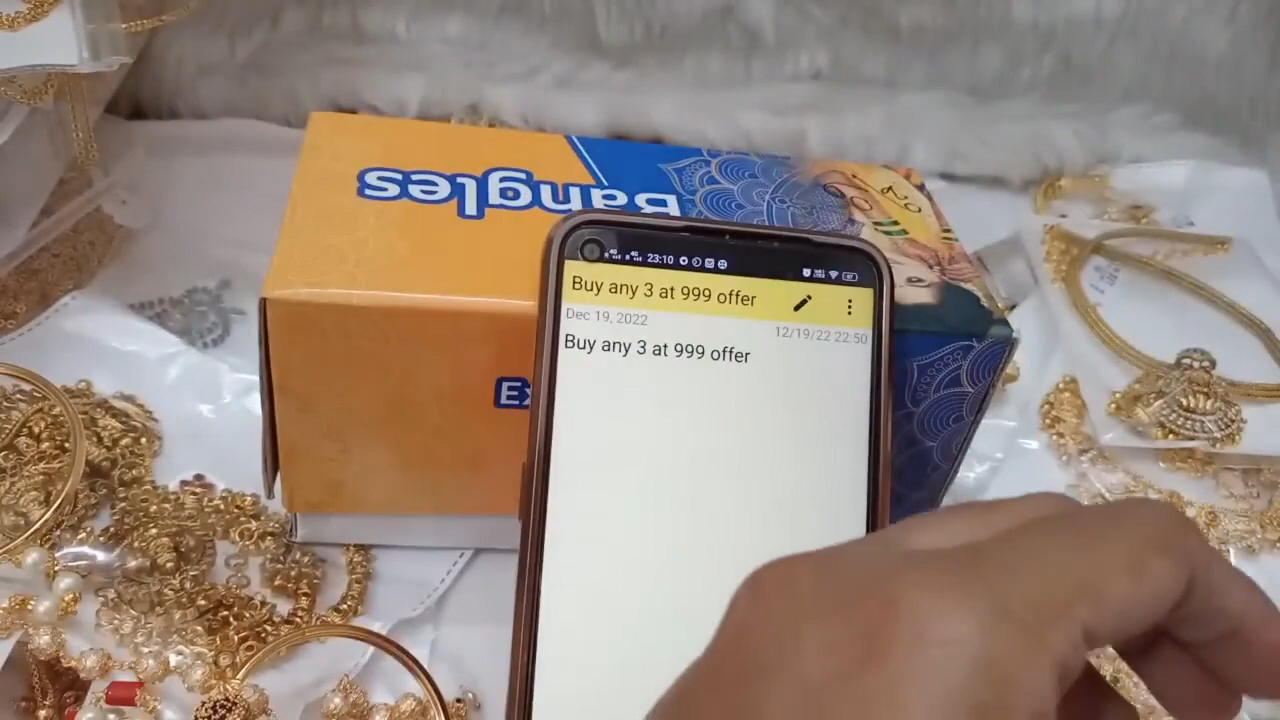 Bangles
23:10
Buy any 3 at 999 offer
Dec 19, 2022
12/19/22 22:50
Buy any 3 at 999 offer